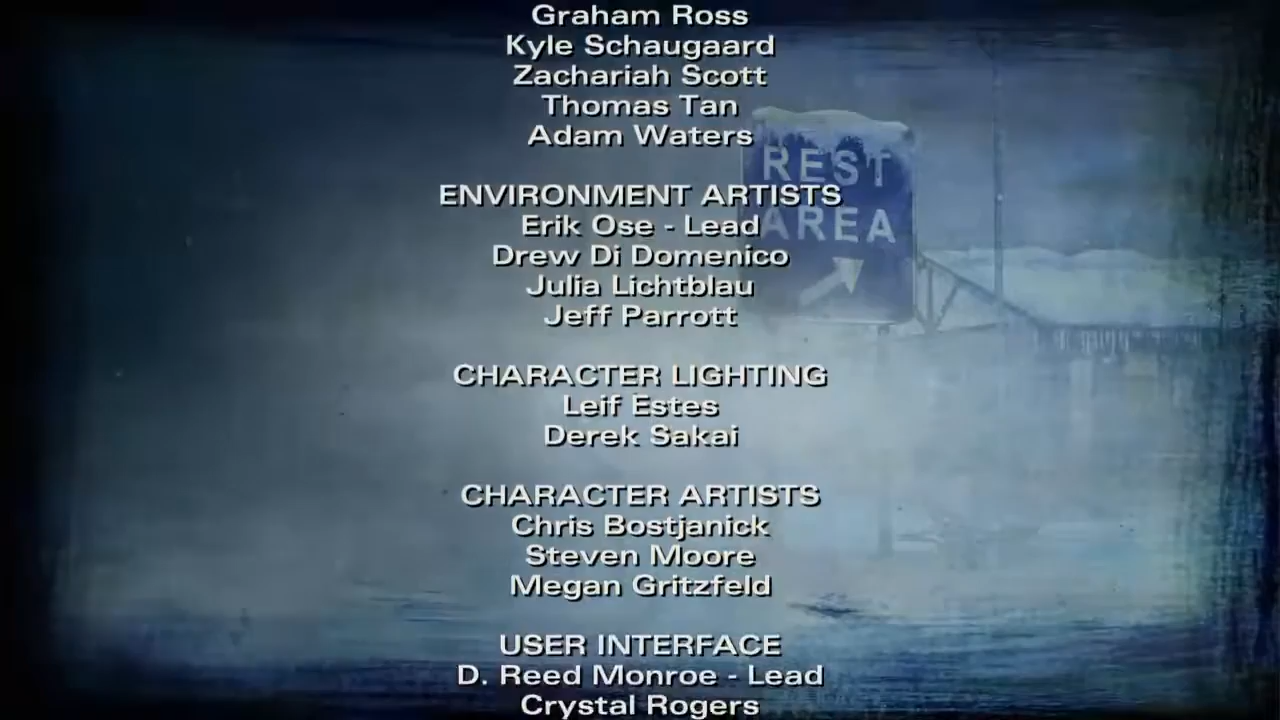 Graham Ross
Kyle Schaugaard
Zachariah Scott
Thomas Tan
Adam Waters
ENVIRONMENT ARTISTS
Erik Ose - Lead
Drew Di Domenico
Julia Lichtblau
Jeff Parrott
CHARACTER LIGHTING
Leif Estes
Derek Sakai
CHARACTER ARTISTS
Chris Bostjanick
Steven Moore
Megan Gritzfeld
USER INTERFACE
D. Reed Monroe - Lead
Crystal Rogers
REST
AREA